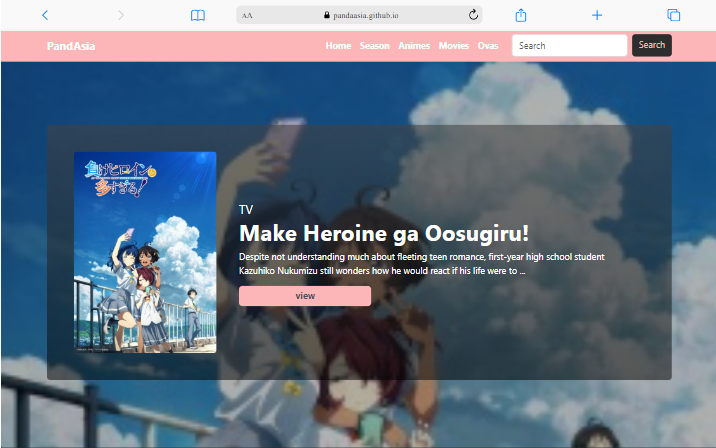 AA pandaasia.github.io
PandAsia Home Season Animes Movies Ovas Search Search
負けヒロインが
多すぎる!
TV
Make Heroine ga Oosugiru!
Despite not understanding much about fleeting teen romance, first-year high school student
Kazuhiko Nukumizu still wonders how he would react if his life were to ...
view